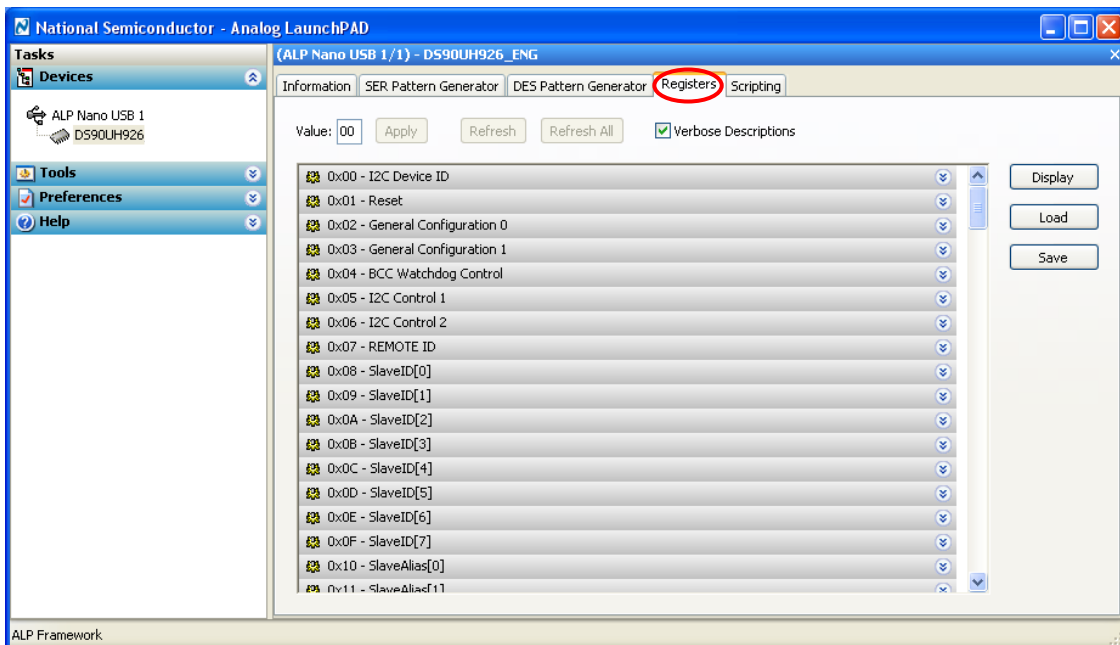 National Semiconductor - Analog LaunchPAD
Tasks
Devices
ALP Nano USB 1
DS90UH926
Tools
Preferences
Help
(ALP Nano USB 1/1) - DS90UH926_ENG
Information SER Pattern Generator DES Pattern Generator Registers Scripting
Value: 00 Apply Refresh Refresh All Verbose Descriptions
0x00 - I2C Device ID
0x01 - Reset
0x02 - General Configuration 0
0x03 - General Configuration 1
0x04 - BCC Watchdog Control
0x05 - I2C Control 1
0x06 - I2C Control 2
0x07 - REMOTE ID
0x08 - SlaveID[0]
0x09 - SlaveID[1]
0x0A - SlaveID[2]
0x0B - SlaveID[3]
0x0C - SlaveID[4]
0x0D - SlaveID[5]
0x0E - SlaveID[6]
0x0F - SlaveID[7]
0x10 - SlaveAlias[0]
0x11 - SlaveAlias[1]
Display
Load
Save
ALP Framework